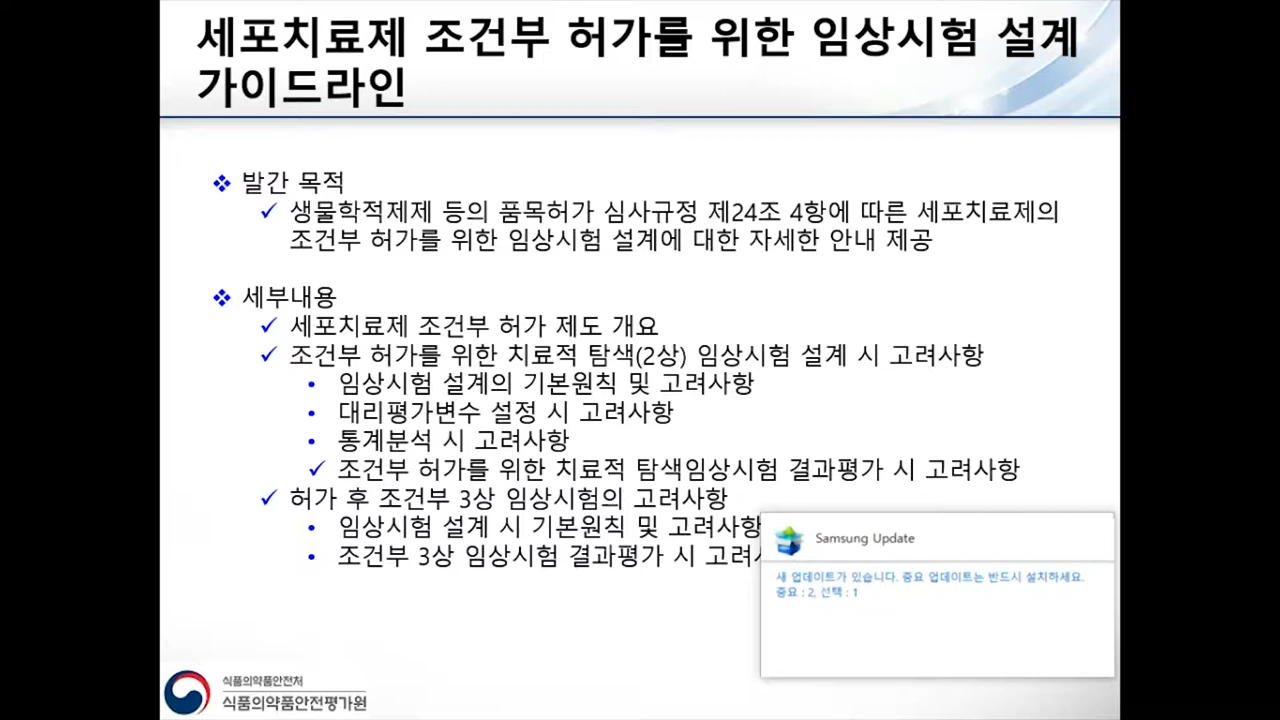 세포치료제 조건부 허가를 위한 임상시험 설계
가이드라인
❖ 발간 목적
✓ 생물학적제제 등의 품목허가 심사규정 제24조 4항에 따른 세포치료제의
조건부 허가를 위한 임상시험 설계에 대한 자세한 안내 제공
❖ 세부내용
✓ 세포치료제 조건부 허가 제도 개요
✓ 조건부 허가를 위한 치료적 탐색(2상) 임상시험 설계 시 고려사항
• 임상시험 설계의 기본원칙 및 고려사항
• 대리평가변수 설정 시 고려사항
• 통계분석 시 고려사항
✓ 조건부 허가를 위한 치료적 탐색임상시험 결과평가 시 고려사항
✓ 허가 후 조건부 3상 임상시험의 고려사항
• 임상시험 설계 시 기본원칙 및 고려사항
• 조건부 3상 임상시험 결과평가 시
Samsung Update
새 업데이트가 있습니다. 중요 업데이트는 반드시 설치하세요.
중요 : 2, 선택 : 1
식품의약품안전처
식품의약품안전평가원